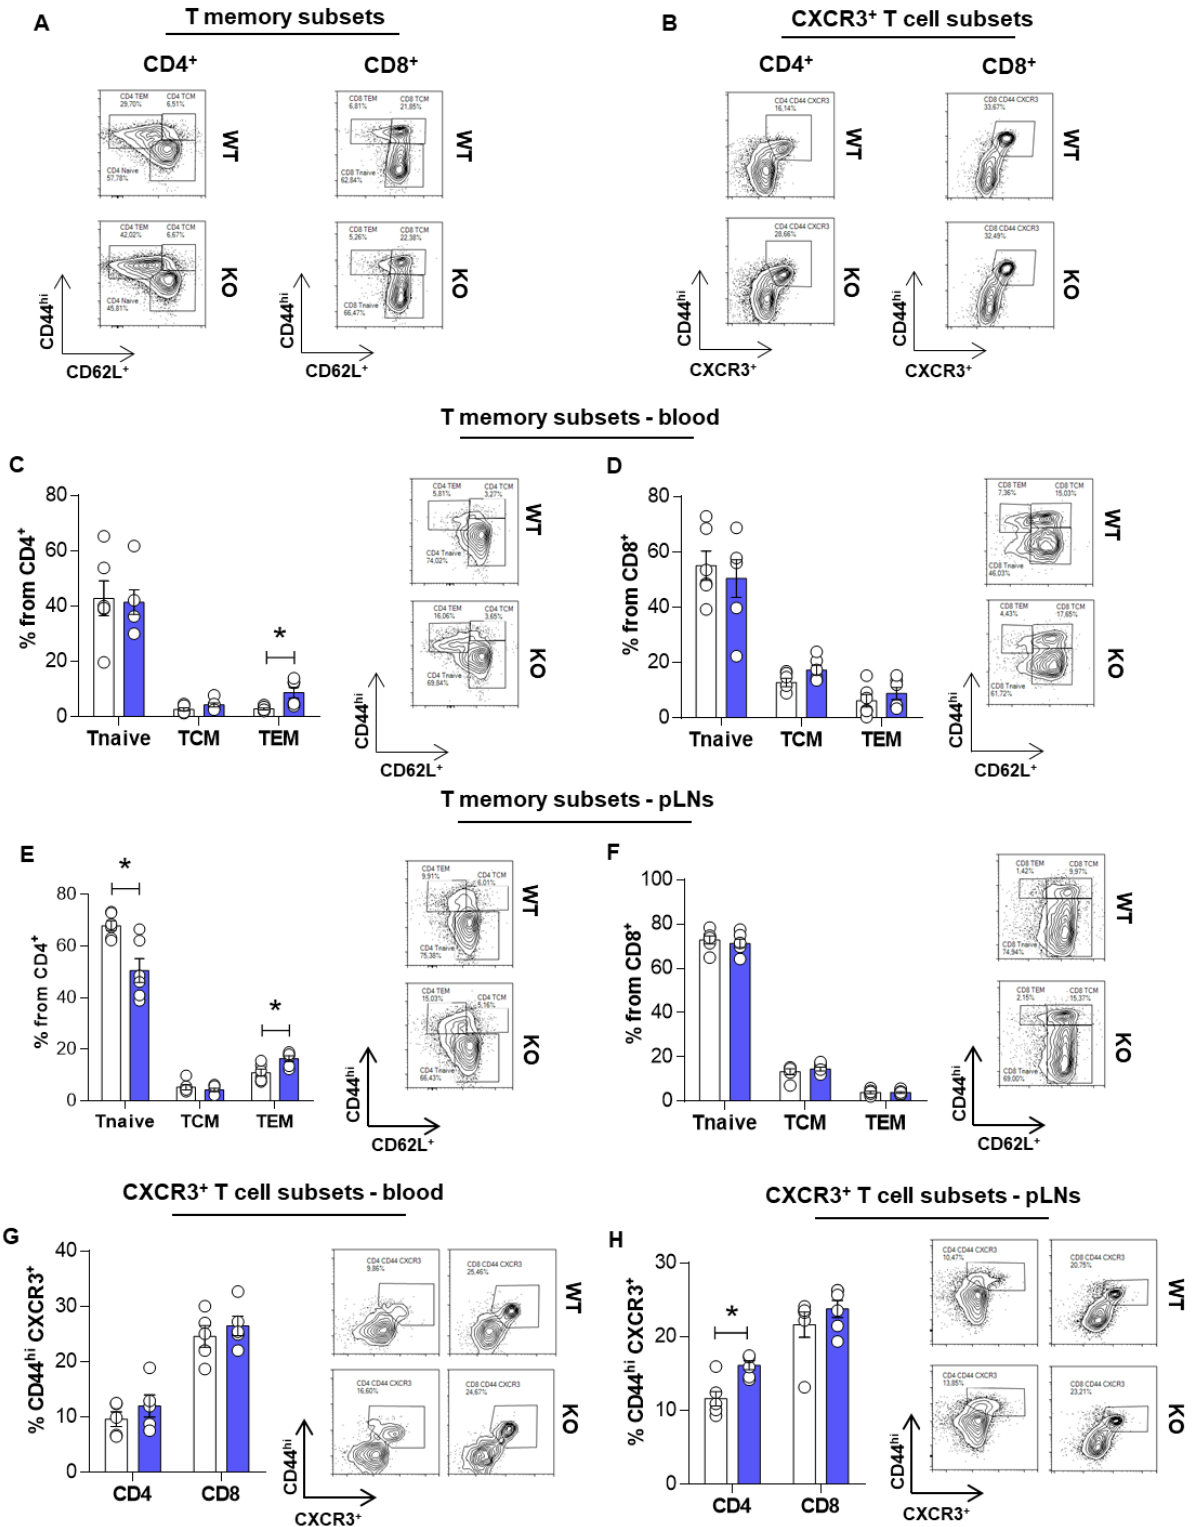 A
T memory subsets
B
CXCR3+ T cell subsets
CD4+
CD8+
CD4+
CD8+
CD4 TEM
29,70%
CD4 TCM
6,51%
CD4 Naive
57,78%
CD8 TEM
6,81%
CD8 TCM
21,85%
CD8 Tnaive
62,84%
WT
CD4 CD44 CXCR3
16,14%
WT
CD8 CD44 CXCR3
33,67%
WT
CD4 TEM
42,02%
CD4 TCM
6,67%
CD4 Naive
45,81%
CD8 TEM
5,26%
CD8 TCM
22,38%
CD8 Tnaive
66,47%
KO
CD4 CD44 CXCR3
28,66%
KO
CD8 CD44 CXCR3
32,49%
KO
CD44hi
CD62L+
CD44hi
CD62L+
CD44hi
CXCR3+
CD44hi
CXCR3+
T memory subsets - blood
C
% from CD4+
80
60
40
20
0
Tnaive
TCM
TEM
*
CD4 TEM
5,81%
CD4 TCM
3,27%
CD4 Tnaive
74,02%
WT
CD4 TEM
16,06%
CD4 TCM
3,65%
CD4 Tnaive
69,84%
KO
CD44hi
CD62L+
D
% from CD8+
80
60
40
20
0
Tnaive
TCM
TEM
CD8 TEM
7,36%
CD8 TCM
15,03%
CD8 Tnaive
46,03%
WT
CD8 TEM
4,43%
CD8 TCM
17,65%
CD8 Tnaive
61,72%
KO
CD44hi
CD62L+
T memory subsets - pLNs
E
% from CD4+
80
60
40
20
0
Tnaive
TCM
TEM
*
*
CD4 TEM
9,91%
CD4 TCM
6,01%
CD4 Tnaive
75,38%
WT
CD4 TEM
15,03%
CD4 TCM
5,16%
CD4 Tnaive
66,43%
KO
CD44hi
CD62L+
F
% from CD8+
100
80
60
40
20
0
Tnaive
TCM
TEM
CD8 TEM
1,42%
CD8 TCM
9,97%
CD8 Tnaive
74,94%
WT
CD8 TEM
2,15%
CD8 TCM
15,37%
CD8 Tnaive
69,00%
KO
CD44hi
CD62L+
CXCR3+ T cell subsets - blood
G
% CD44hi CXCR3+
40
30
20
10
0
CD4
CD8
CD4 CD44 CXCR3
9,86%
CD8 CD44 CXCR3
25,46%
WT
CD4 CD44 CXCR3
16,60%
CD8 CD44 CXCR3
24,67%
KO
CD44hi
CXCR3+
CXCR3+ T cell subsets - pLNs
H
% CD44hi CXCR3+
30
20
10
0
CD4
CD8
*
CD4 CD44 CXCR3
10,47%
CD8 CD44 CXCR3
20,75%
WT
CD4 CD44 CXCR3
13,85%
CD8 CD44 CXCR3
23,21%
KO
CD44hi
CXCR3+